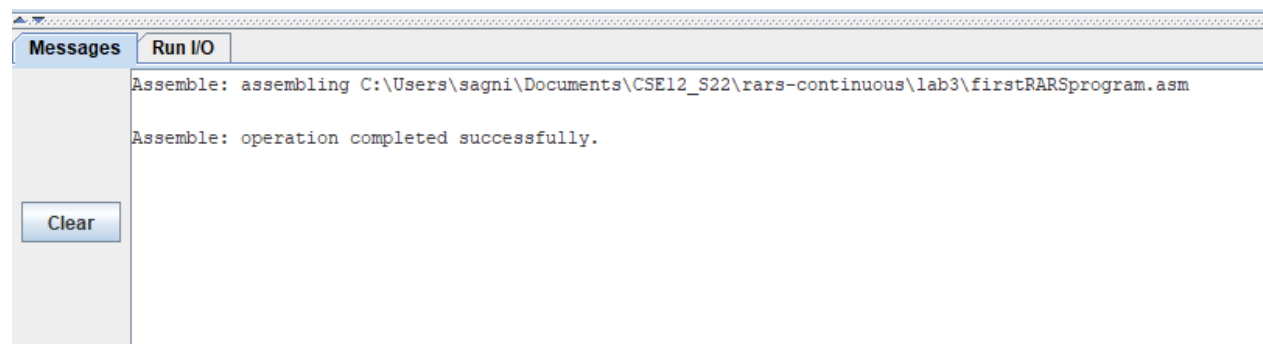 Messages Run I/O
Assemble: assembling C:\Users\sagni\Documents\CSE12_S22\rars-continuous\lab3\firstRARSprogram.asm
Assemble: operation completed successfully.
Clear